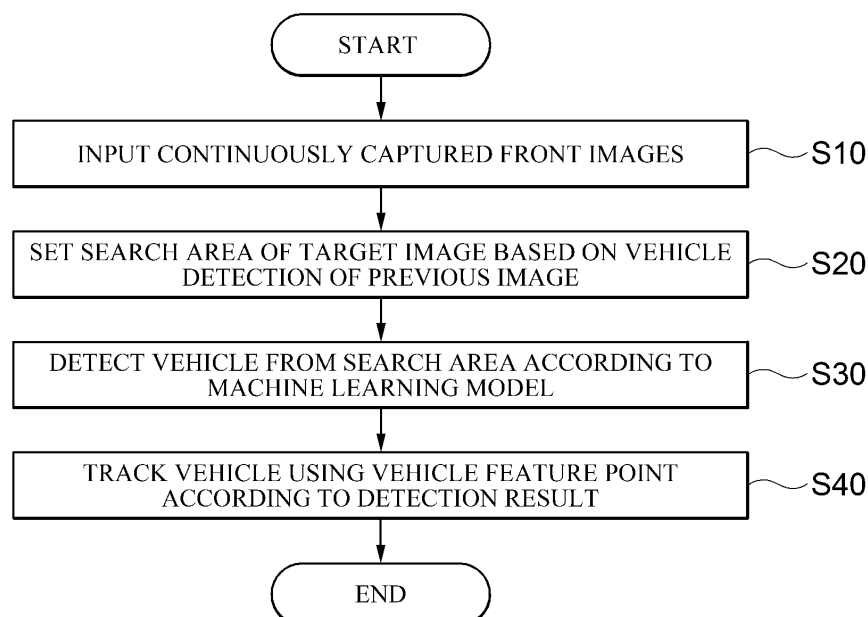 START
INPUT CONTINUOUSLY CAPTURED FRONT IMAGES
S10
SET SEARCH AREA OF TARGET IMAGE BASED ON VEHICLE
DETECTION OF PREVIOUS IMAGE
S20
DETECT VEHICLE FROM SEARCH AREA ACCORDING TO
MACHINE LEARNING MODEL
S30
TRACK VEHICLE USING VEHICLE FEATURE POINT
ACCORDING TO DETECTION RESULT
S40
END